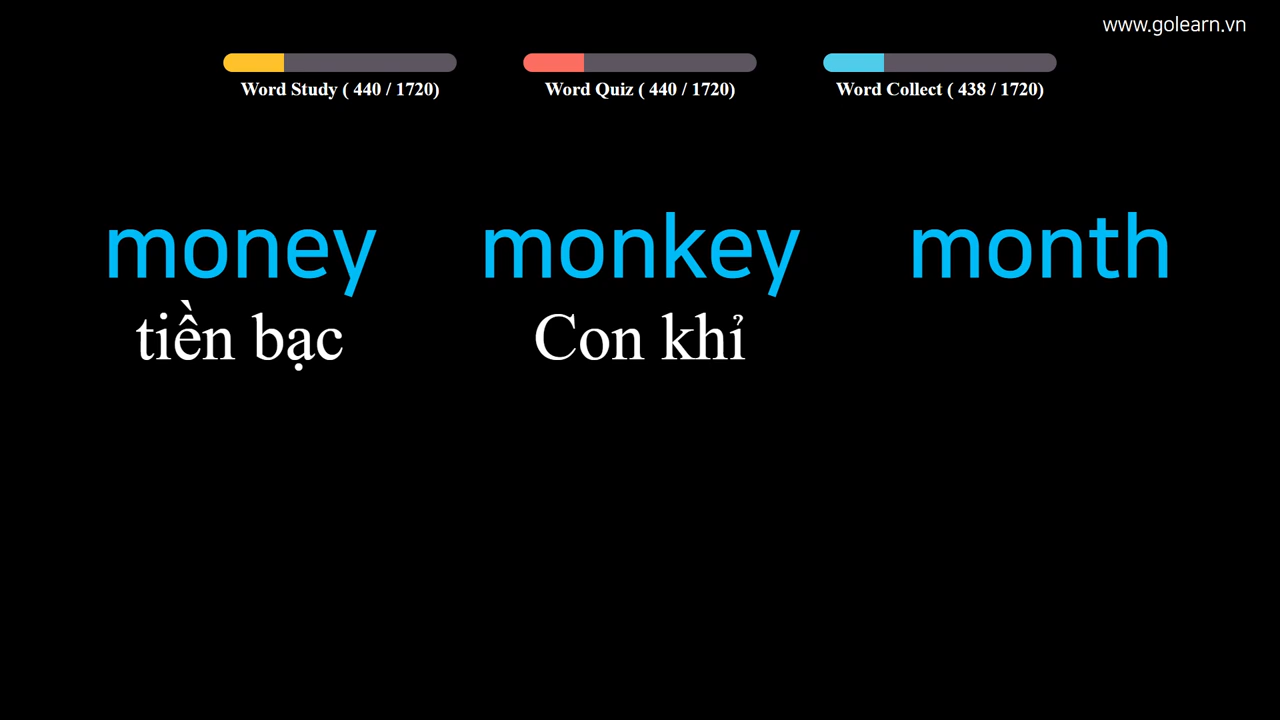 www.golearn.vn
Word Study ( 440 / 1720) Word Quiz ( 440 / 1720) Word Collect ( 438 / 1720)
money monkey month
tiền bạc Con khỉ